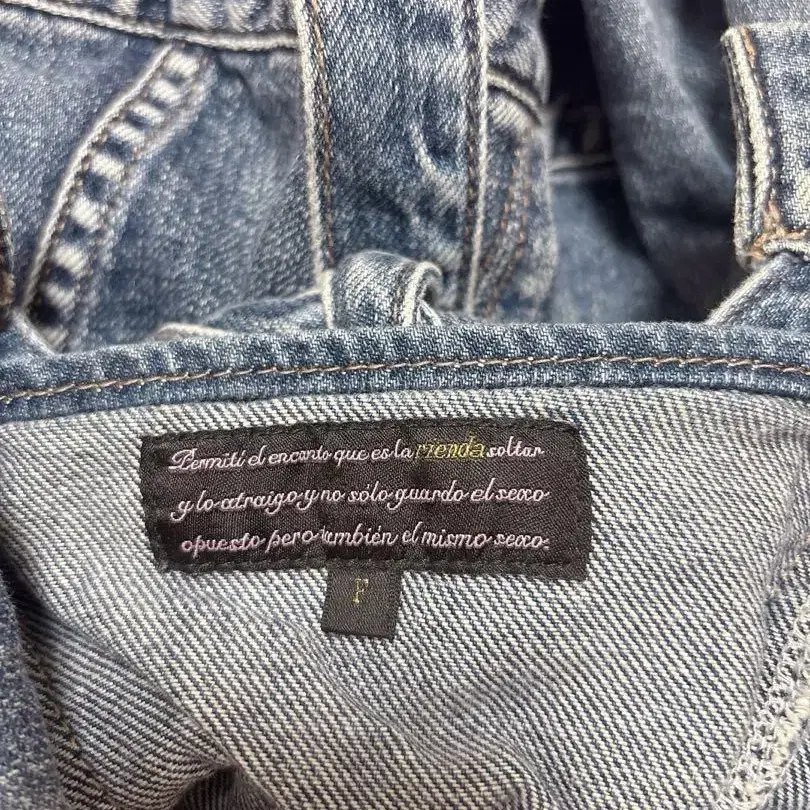 Permiti el encanto que es la rienda soltar
y lo atraigo y no sólo guardo el sexo
opuesto pero también el mismo sexo.
F